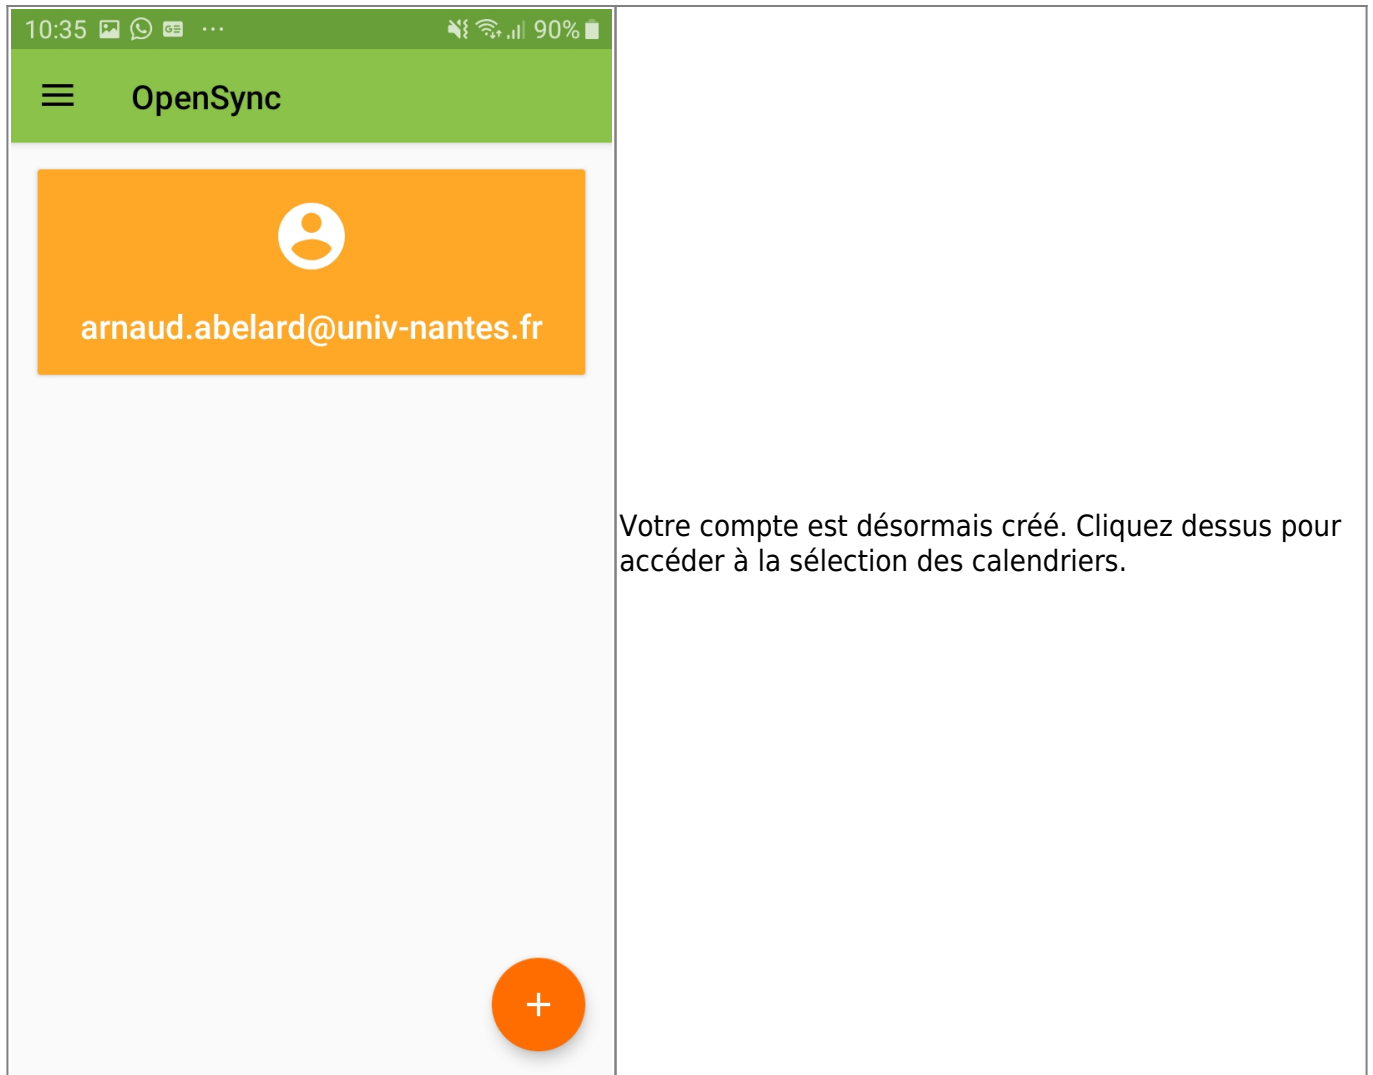 10:35 GE ... 90%
OpenSync
arnaud.abelard@univ-nantes.fr
Votre compte est désormais créé. Cliquez dessus pour
accéder à la sélection des calendriers.
+